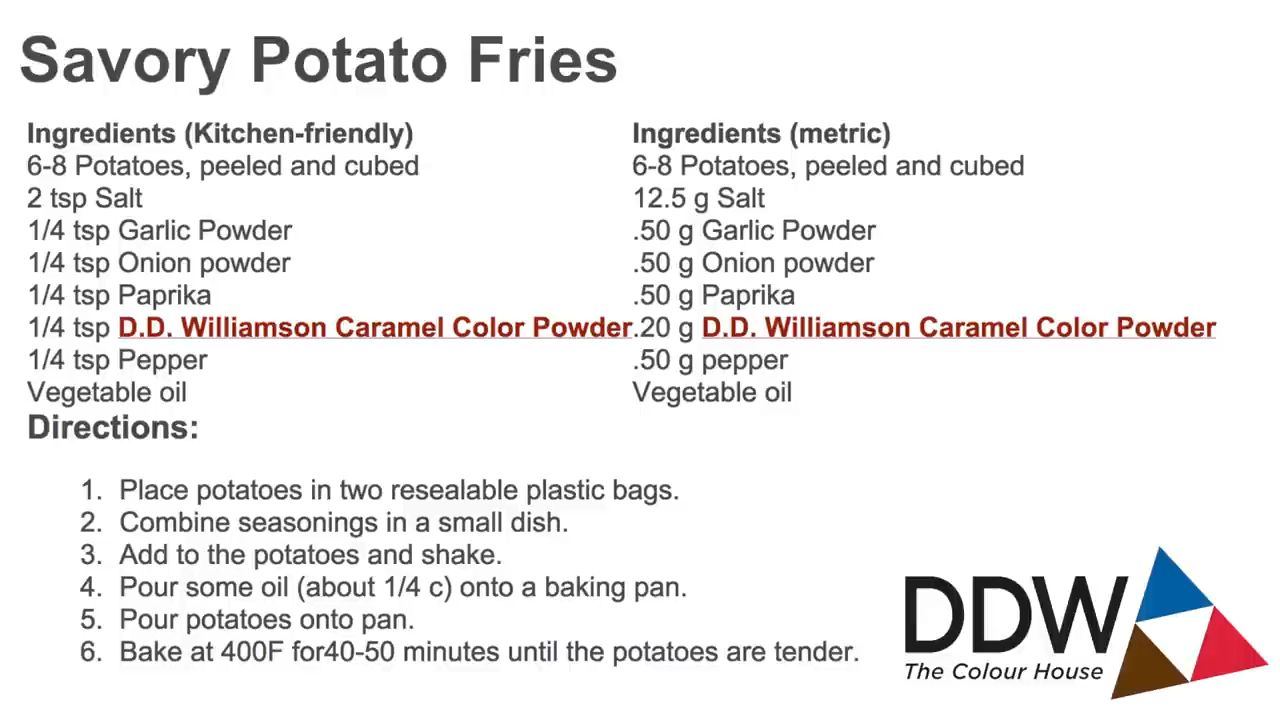 Savory Potato Fries
Ingredients (Kitchen-friendly)
6-8 Potatoes, peeled and cubed
2 tsp Salt
1/4 tsp Garlic Powder
1/4 tsp Onion powder
1/4 tsp Paprika
1/4 tsp D.D. Williamson Caramel Color Powder
1/4 tsp Pepper
Vegetable oil
Ingredients (metric)
6-8 Potatoes, peeled and cubed
12.5 g Salt
.50 g Garlic Powder
.50 g Onion powder
.50 g Paprika
.20 g D.D. Williamson Caramel Color Powder
.50 g pepper
Vegetable oil
Directions:
1. Place potatoes in two resealable plastic bags.
2. Combine seasonings in a small dish.
3. Add to the potatoes and shake.
4. Pour some oil (about 1/4 c) onto a baking pan.
5. Pour potatoes onto pan.
6. Bake at 400F for40-50 minutes until the potatoes are tender.
DDW
The Colour House